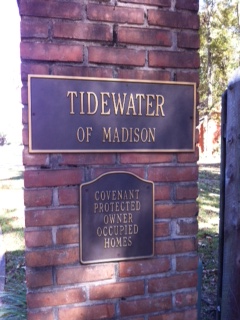 TIDEWATER
OF MADISON
COVENANT
PROTECTED
OWNER
OCCUPIED
HOMES